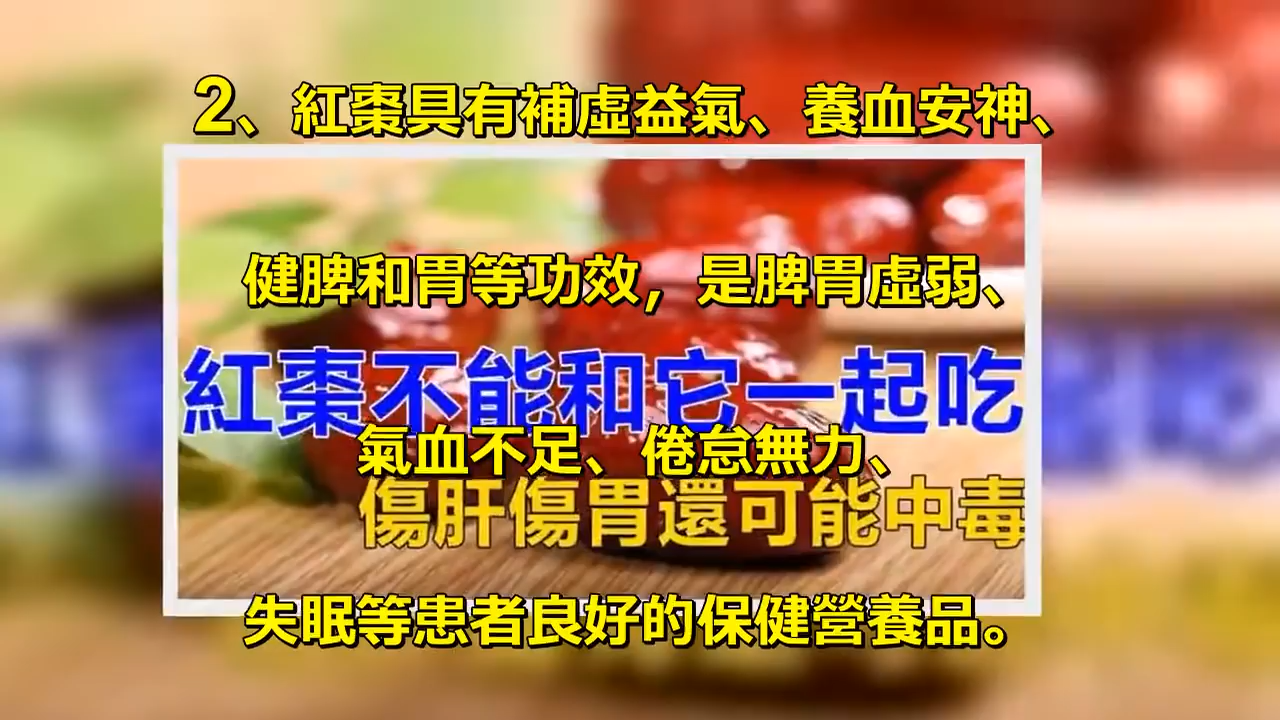 2、紅棗具有補虛益氣、養血安神、
健脾和胃等功效，是脾胃虛弱、
紅棗不能和它一起吃
氣血不足、倦怠無力、
傷肝傷胃還可能中毒
失眠等患者良好的保健營養品。